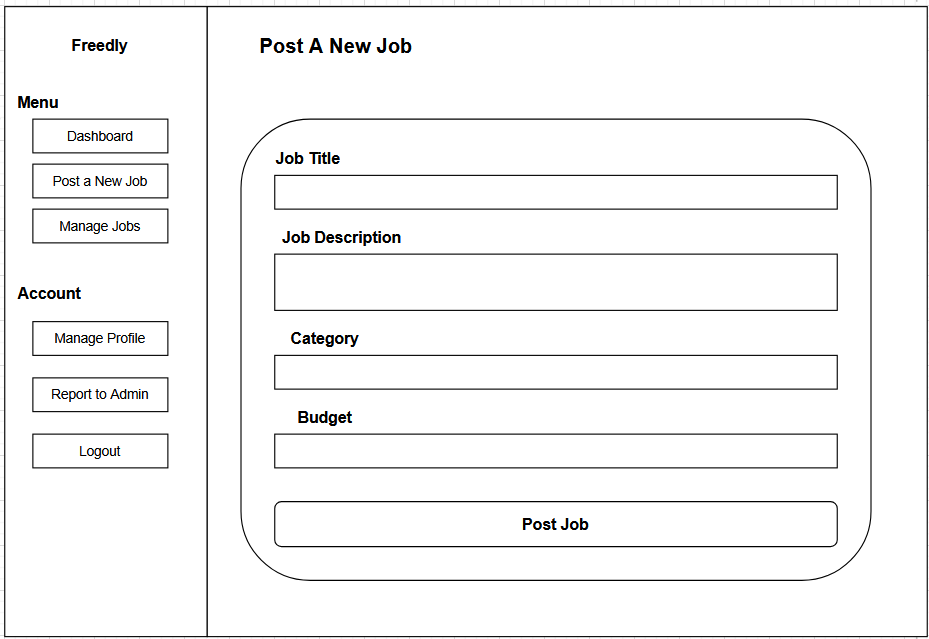 Freedly
Menu
Dashboard
Post a New Job
Manage Jobs
Account
Manage Profile
Report to Admin
Logout
Post A New Job
Job Title
Job Description
Category
Budget
Post Job